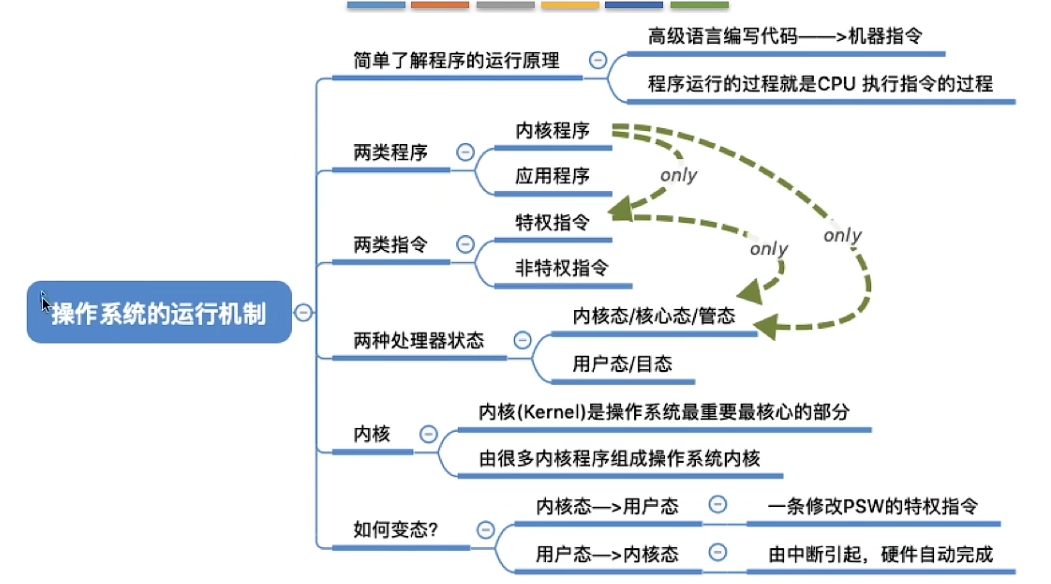 简单了解程序的运行原理
高级语言编写代码——>机器指令
程序运行的过程就是CPU 执行指令的过程
两类程序
内核程序
应用程序
only
两类指令
特权指令
非特权指令
only
only
操作系统的运行机制
两种处理器状态
内核态/核心态/管态
用户态/目态
内核
内核(Kernel)是操作系统最重要最核心的部分
由很多内核程序组成操作系统内核
如何变态?
内核态—>用户态
一条修改PSW的特权指令
用户态—>内核态
由中断引起，硬件自动完成